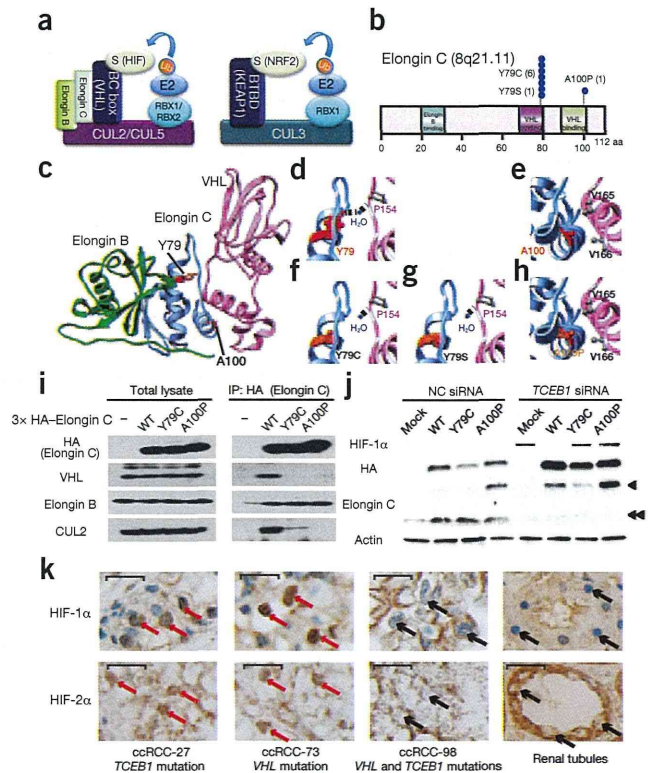 a
S (HIF)
Ub
E2
RBX1/
RBX2
Elongin B
Elongin C
BC box
(VHL)
CUL2/CUL5
S (NRF2)
Ub
E2
RBX1
BTBD
(KEAP1)
CUL3
b
Elongin C (8q21.11)
Y79C (6)
Y79S (1)
A100P (1)
Elongin
B
binding
VHL
VHL
binding
0 20 40 60 80 100 112 aa
c
VHL
Elongin C
Elongin B
Y79
A100
d
P154
H₂O
Y79
e
V165
A100
V166
f
P154
H₂O
Y79C
g
P154
H₂O
Y79S
h
V165
V166
i
Total lysate
IP: HA (Elongin C)
3× HA–Elongin C – WT Y79C A100P – WT Y79C A100P
HA
(Elongin C)
VHL
Elongin B
CUL2
j
NC siRNA
TCEB1 siRNA
Mock WT Y79C A100P Mock WT Y79C A100P
HIF-1α
HA
Elongin C
Actin
k
HIF-1α
HIF-2α
ccRCC-27
TCEB1 mutation
ccRCC-73
VHL mutation
ccRCC-98
VHL and TCEB1 mutations
Renal tubules